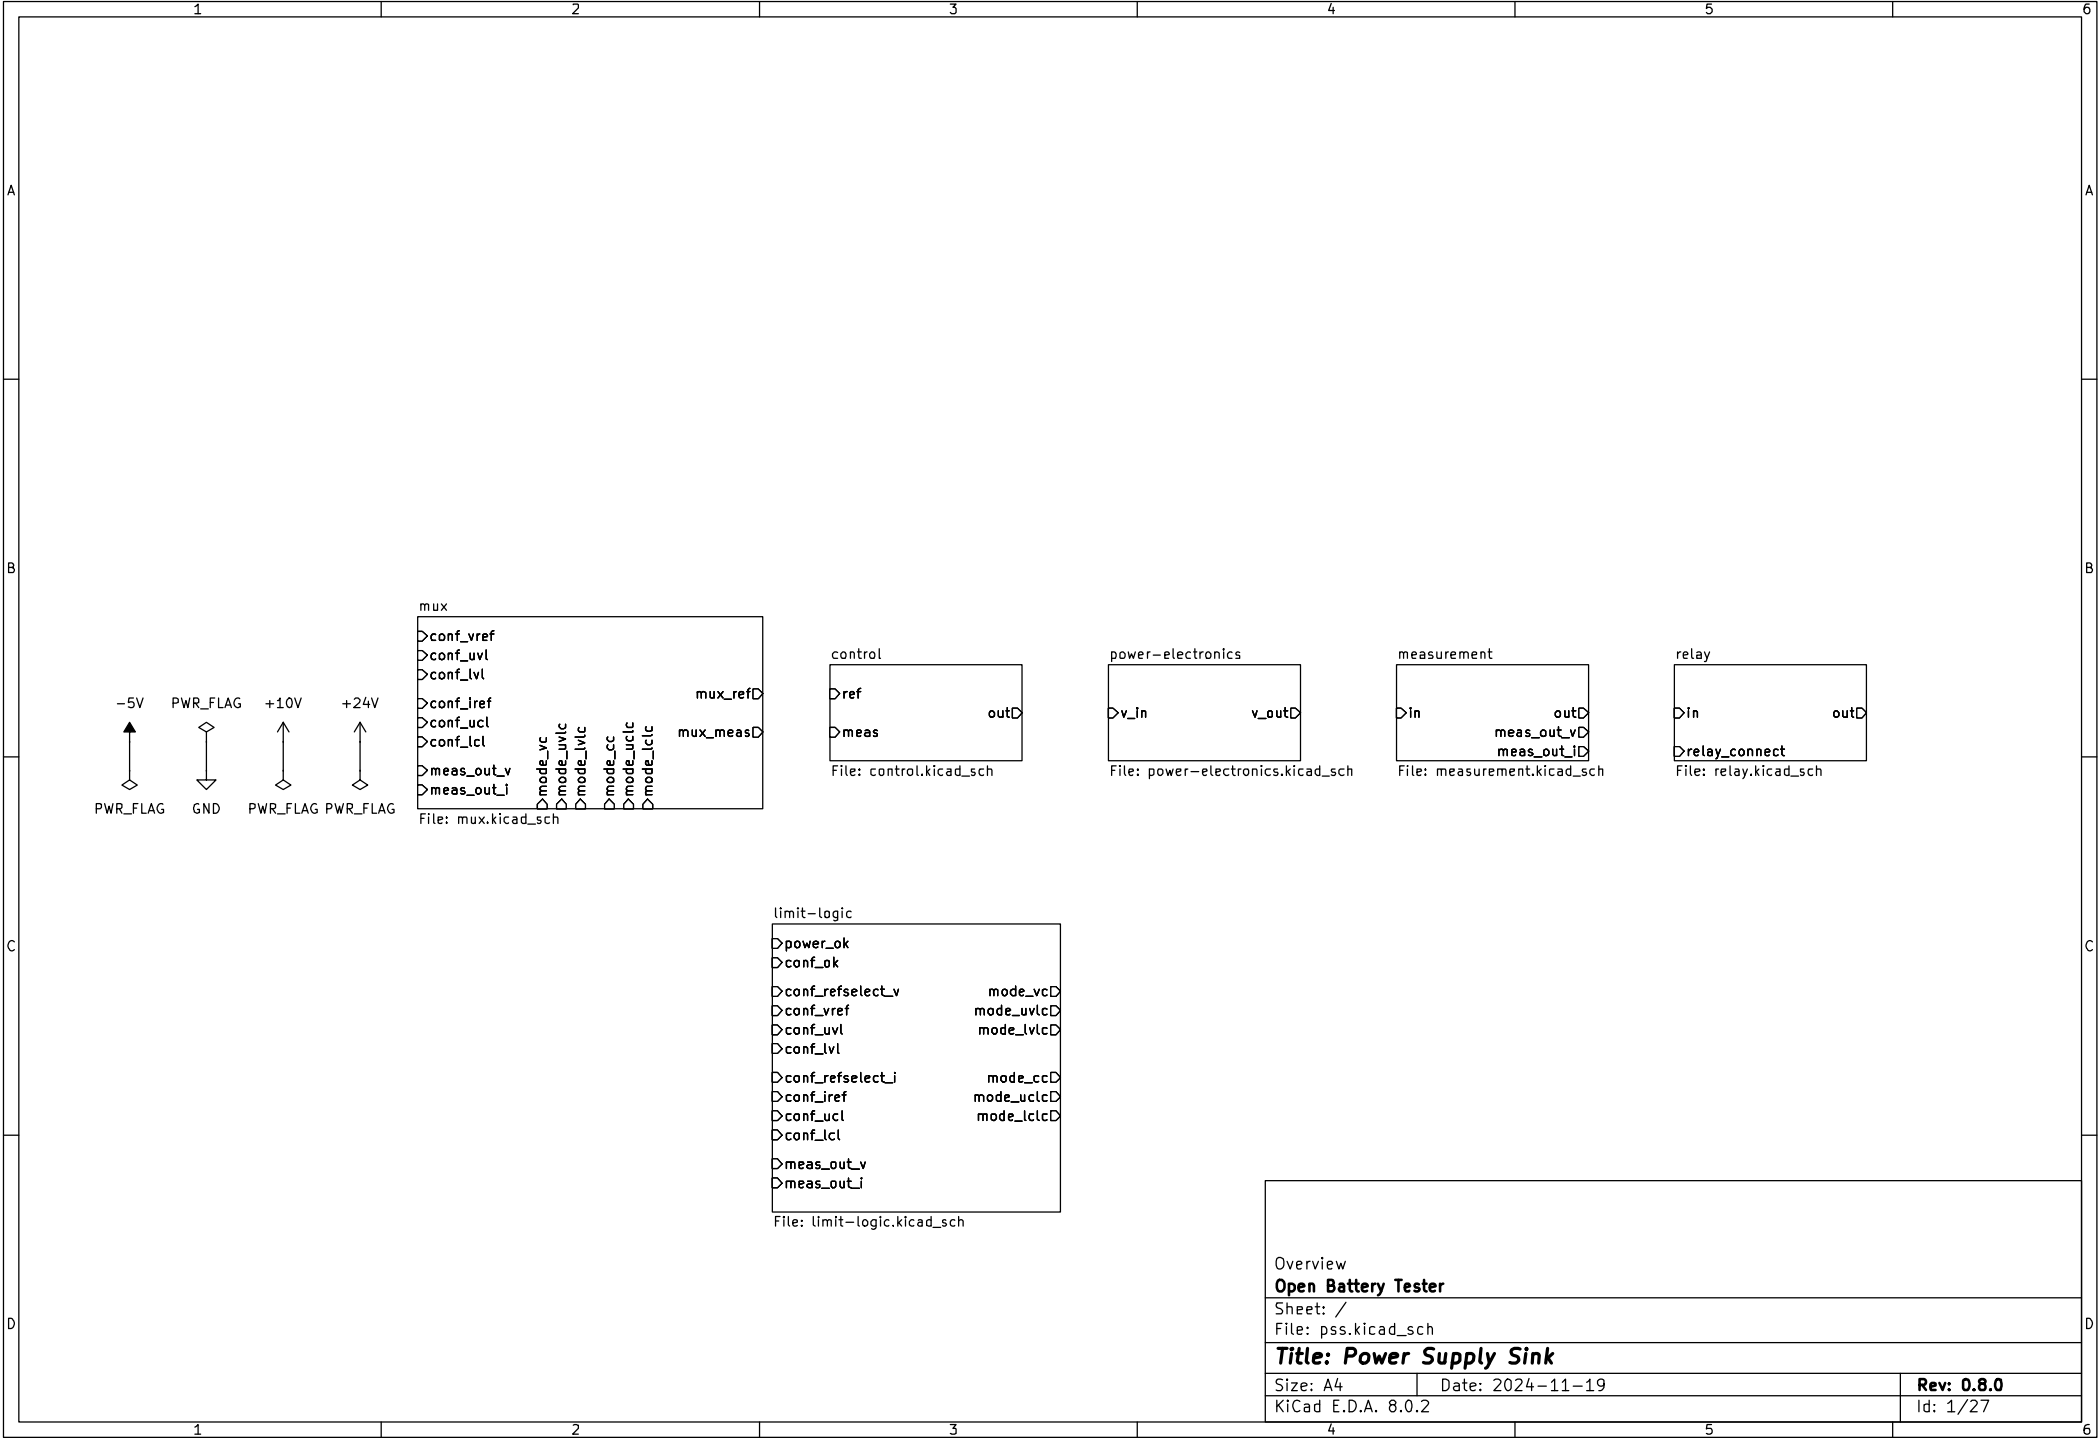 1 2 3 4 5 6
A A
B B
C C
D D
mux
conf_vref
conf_uvl
conf_lvl
conf_iref
conf_ucl
conf_lcl
meas_out_v
meas_out_i
mode_vc
mode_uvlc
mode_lvlc
mode_cc
mode_uclc
mode_lclc
mux_ref
mux_meas
File: mux.kicad_sch
-5V PWR_FLAG +10V +24V
PWR_FLAG GND PWR_FLAG PWR_FLAG
control
ref
meas
out
File: control.kicad_sch
power-electronics
v_in v_out
File: power-electronics.kicad_sch
measurement
in out
meas_out_v
meas_out_i
File: measurement.kicad_sch
relay
in out
relay_connect
File: relay.kicad_sch
limit-logic
power_ok
conf_ok
conf_refselect_v mode_vc
conf_vref mode_uvlc
conf_uvl mode_lvlc
conf_lvl
conf_refselect_i mode_cc
conf_iref mode_uclc
conf_ucl mode_lclc
conf_lcl
meas_out_v
meas_out_i
File: limit-logic.kicad_sch
Overview
Open Battery Tester
Sheet: /
File: pss.kicad_sch
Title: Power Supply Sink
Size: A4 Date: 2024-11-19 Rev: 0.8.0
KiCad E.D.A. 8.0.2 Id: 1/27
1 2 3 4 5 6